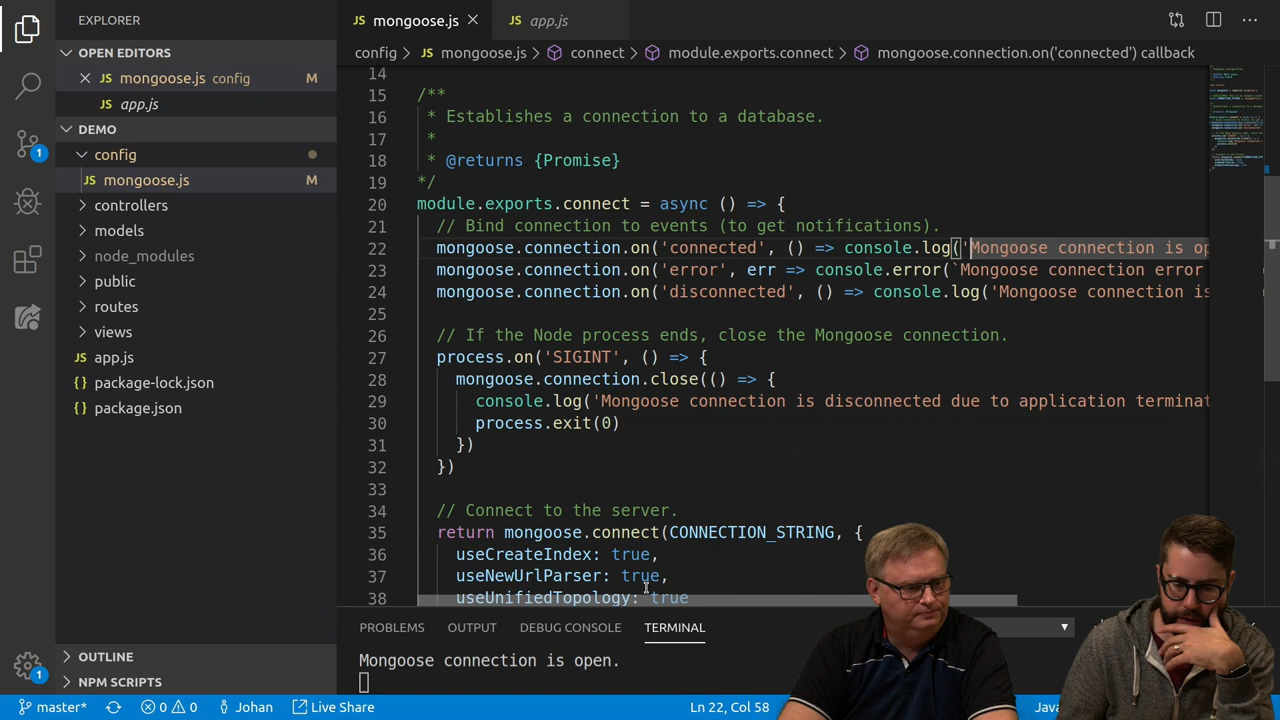 EXPLORER
JS mongoose.js
JS app.js
OPEN EDITORS
JS mongoose.js config M
JS app.js
DEMO
config
JS mongoose.js M
controllers
models
node_modules
public
routes
views
JS app.js
{} package-lock.json
{} package.json
OUTLINE
NPM SCRIPTS
config > JS mongoose.js > connect > module.exports.connect > mongoose.connection.on('connected') callback
14
15 /**
16 * Establishes a connection to a database.
17 *
18 * @returns {Promise}
19 */
20 module.exports.connect = async () => {
21 // Bind connection to events (to get notifications).
22 mongoose.connection.on('connected', () => console.log('Mongoose connection is op
23 mongoose.connection.on('error', err => console.error(`Mongoose connection error
24 mongoose.connection.on('disconnected', () => console.log('Mongoose connection is
25
26 // If the Node process ends, close the Mongoose connection.
27 process.on('SIGINT', () => {
28 mongoose.connection.close(() => {
29 console.log('Mongoose connection is disconnected due to application terminat
30 process.exit(0)
31 })
32 })
33
34 // Connect to the server.
35 return mongoose.connect(CONNECTION_STRING, {
36 useCreateIndex: true,
37 useNewUrlParser: true,
38 useUnifiedTopology: true
PROBLEMS OUTPUT DEBUG CONSOLE TERMINAL
Mongoose connection is open.
1
1
master* 0 0 Johan Live Share Ln 22, Col 58